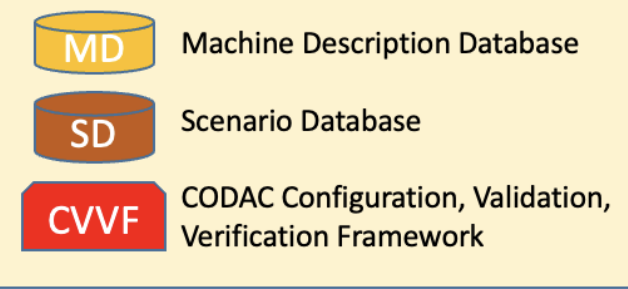 MD Machine Description Database
SD Scenario Database
CVVF CODAC Configuration, Validation,
Verification Framework